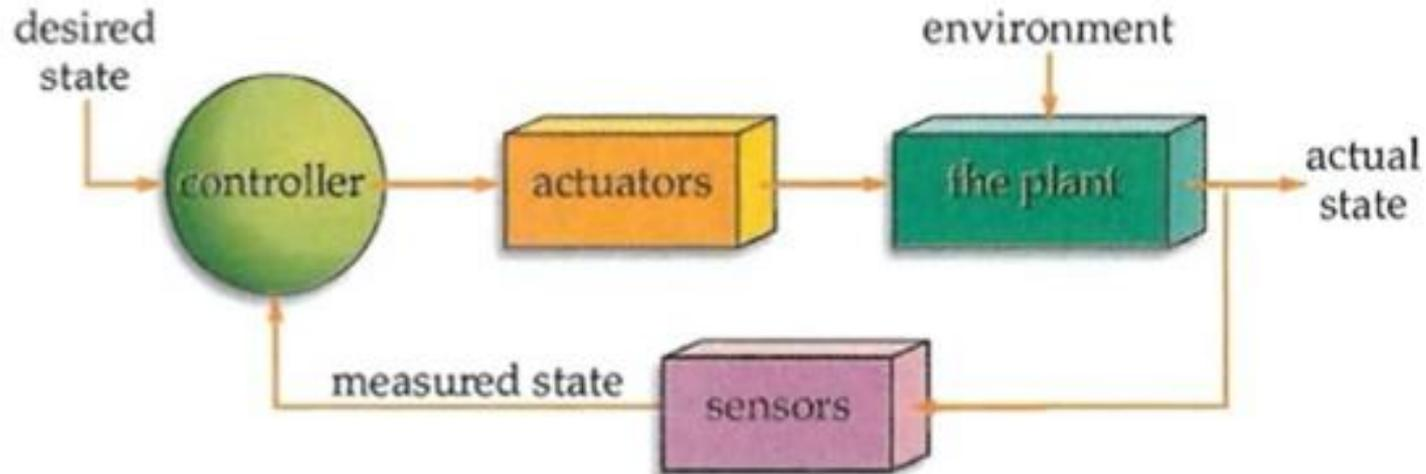 desired
state
environment
controller
actuators
the plant
actual
state
measured state
sensors